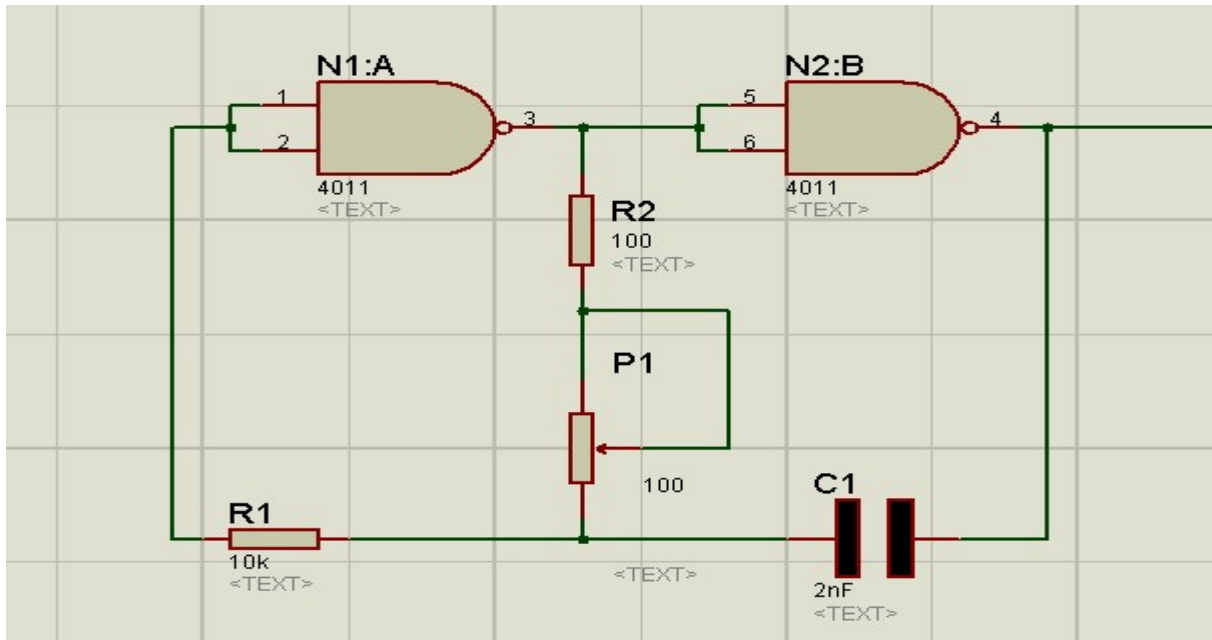 N1:A
1
2
3
4011
<TEXT>
N2:B
5
6
4
4011
<TEXT>
R2
100
<TEXT>
P1
100
R1
10k
<TEXT>
<TEXT>
C1
2nF
<TEXT>